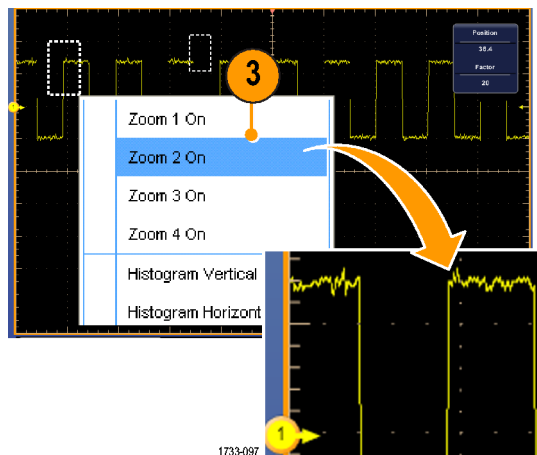 Position
38.4
Factor
20
3
Zoom 1 On
Zoom 2 On
Zoom 3 On
Zoom 4 On
Histogram Vertical
Histogram Horizont
1
1
1733-097